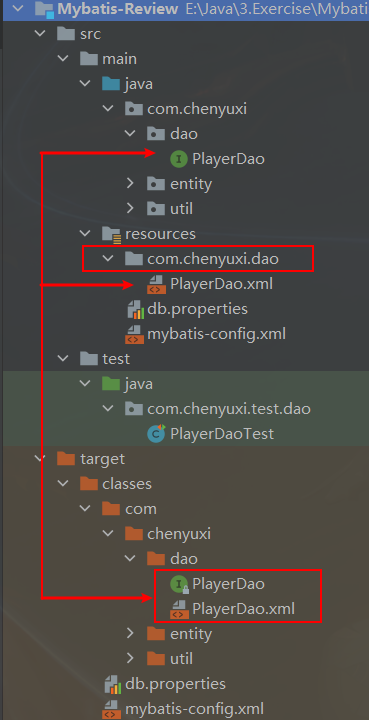 Mybatis-Review E:\Java\3.Exercise\Mybati
src
main
java
com.chenyuxi
dao
PlayerDao
entity
util
resources
com.chenyuxi.dao
PlayerDao.xml
db.properties
mybatis-config.xml
test
java
com.chenyuxi.test.dao
PlayerDaoTest
target
classes
com
chenyuxi
dao
PlayerDao
PlayerDao.xml
entity
util
db.properties
mybatis-config.xml